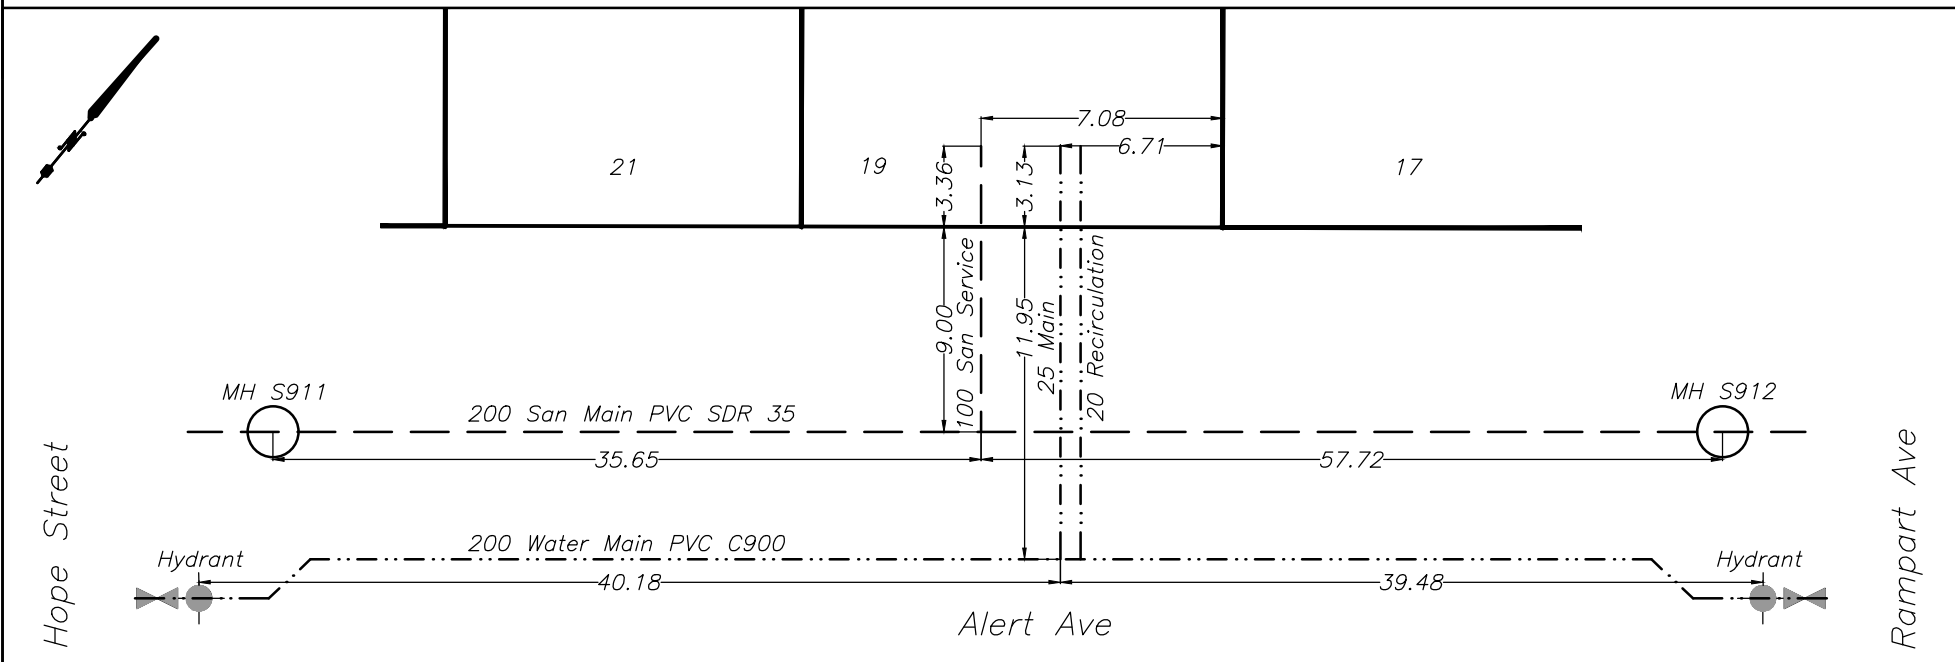 7.08
6.71
21
19
17
3.36
3.13
9.00
100 San Service
11.95
25 Main
20 Recirculation
MH S911
MH S912
200 San Main PVC SDR 35
35.65
57.72
Hope Street
Rampart Ave
200 Water Main PVC C900
Hydrant
Hydrant
40.18
39.48
Alert Ave